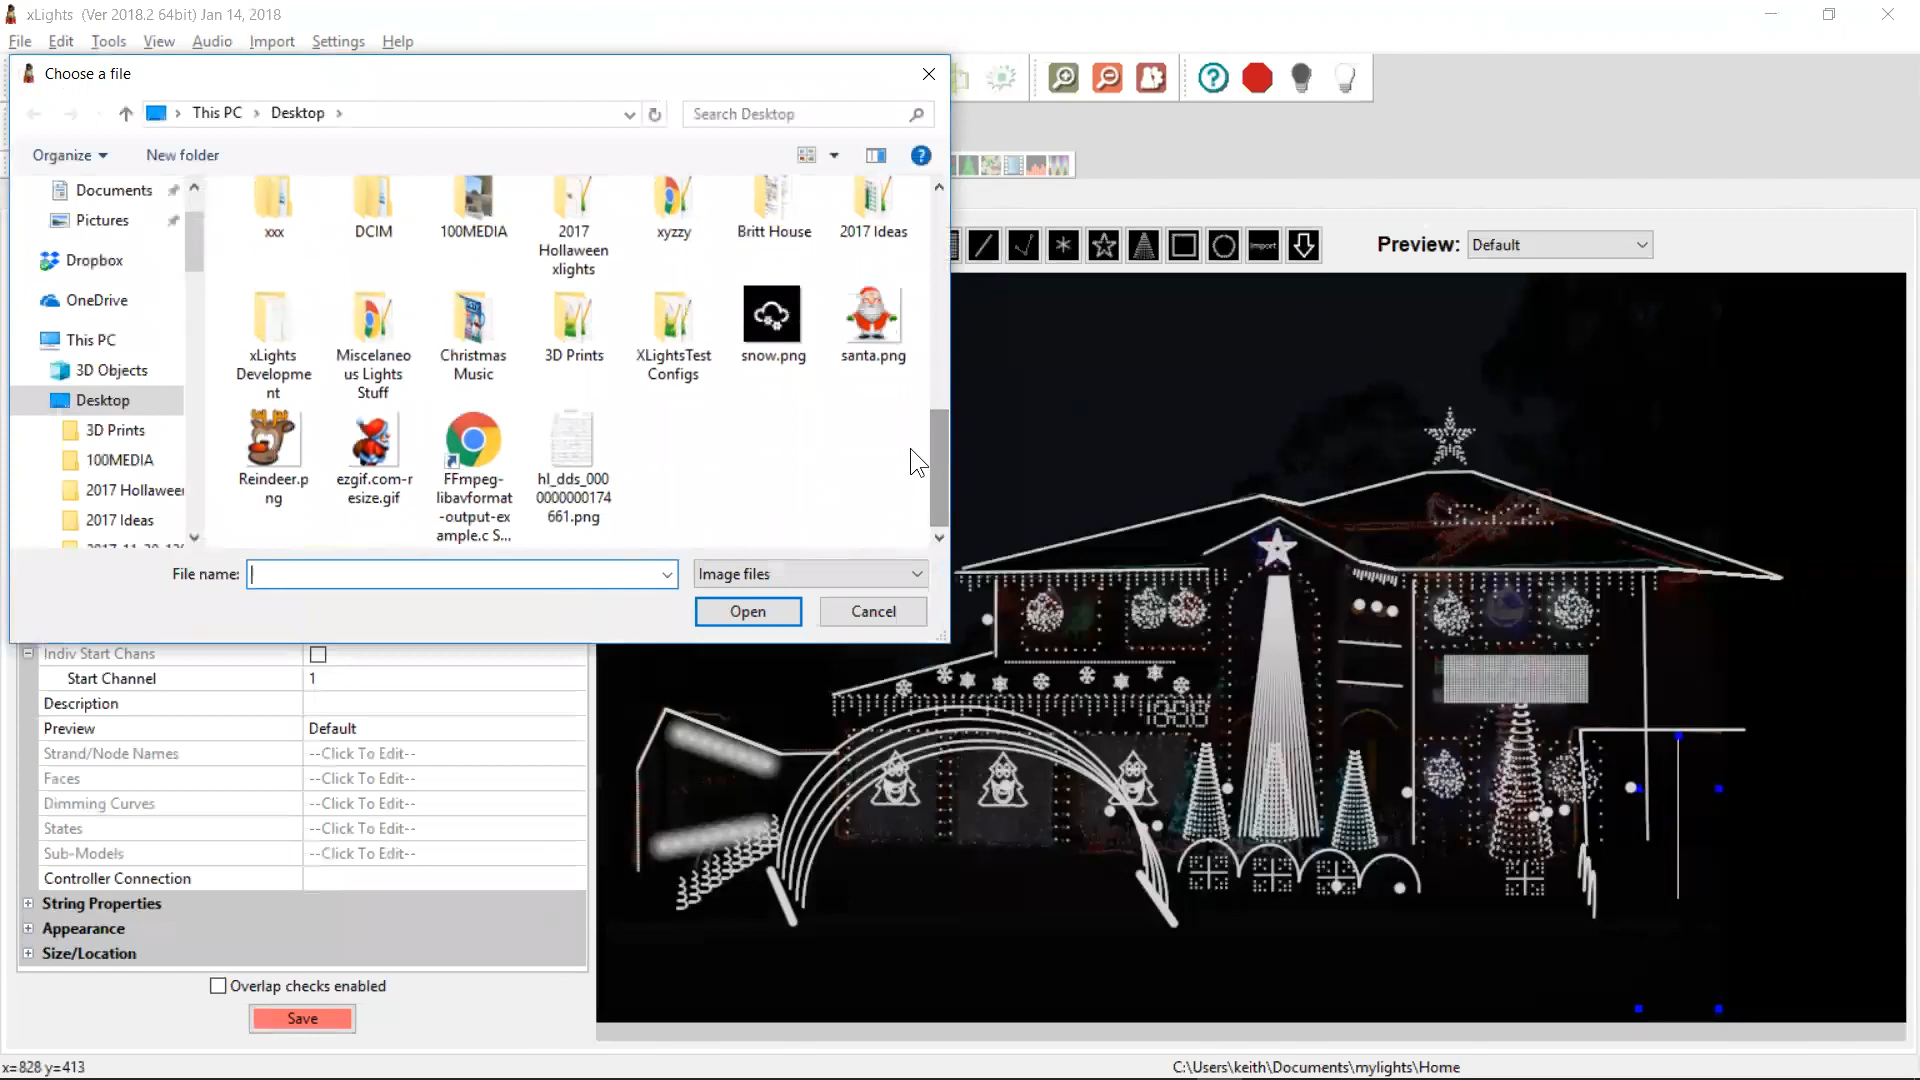 xLights (Ver 2018.2 64bit) Jan 14, 2018
File Edit Tools View Audio Import Settings Help
Choose a file
This PC > Desktop >
Search Desktop
Organize
New folder
Documents
Pictures
Dropbox
OneDrive
This PC
3D Objects
Desktop
3D Prints
100MEDIA
2017 Hollaween
2017 Ideas
xxx
DCIM
100MEDIA
2017
Hollaween
xlights
xyzzy
Britt House
2017 Ideas
xLights
Developme
nt
Miscelaneo
us Lights
Stuff
Christmas
Music
3D Prints
XLightsTest
Configs
snow.png
santa.png
Reindeer.p
ng
ezgif.com-r
esize.gif
FFmpeg-
libavformat
-output-ex
ample.c S...
hl_dds_000
0000000174
661.png
File name:
Image files
Open
Cancel
import
Preview: Default
Indiv Start Chans
Start Channel 1
Description
Preview Default
Strand/Node Names --Click To Edit--
Faces --Click To Edit--
Dimming Curves --Click To Edit--
States --Click To Edit--
Sub-Models --Click To Edit--
Controller Connection
String Properties
Appearance
Size/Location
Overlap checks enabled
Save
x=828 y=413
C:\Users\keith\Documents\mylights\Home